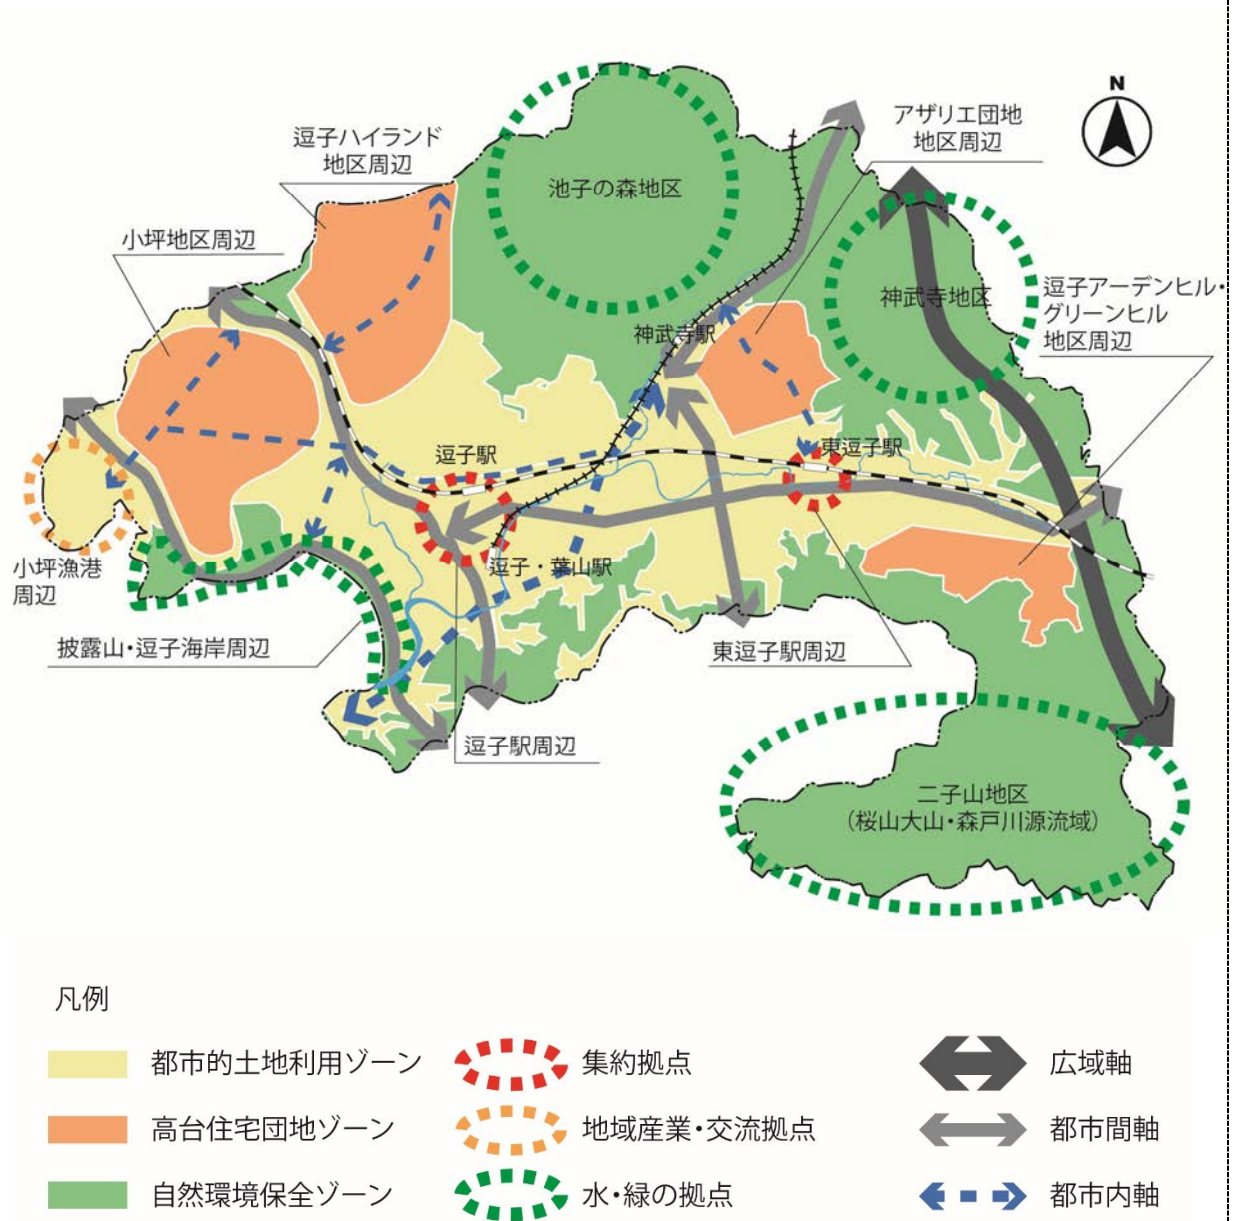 N
アザリエ団地
地区周辺
逗子ハイランド
地区周辺
池子の森地区
小坪地区周辺
神武寺地区
逗子アーデンヒル・
グリーンヒル
地区周辺
神武寺駅
逗子駅
東逗子駅
小坪漁港
周辺
逗子・葉山駅
披露山・逗子海岸周辺
東逗子駅周辺
逗子駅周辺
二子山地区
(桜山大山・森戸川源流域)
凡例
都市的土地利用ゾーン
集約拠点
広域軸
高台住宅団地ゾーン
地域産業・交流拠点
都市間軸
自然環境保全ゾーン
水・緑の拠点
都市内軸